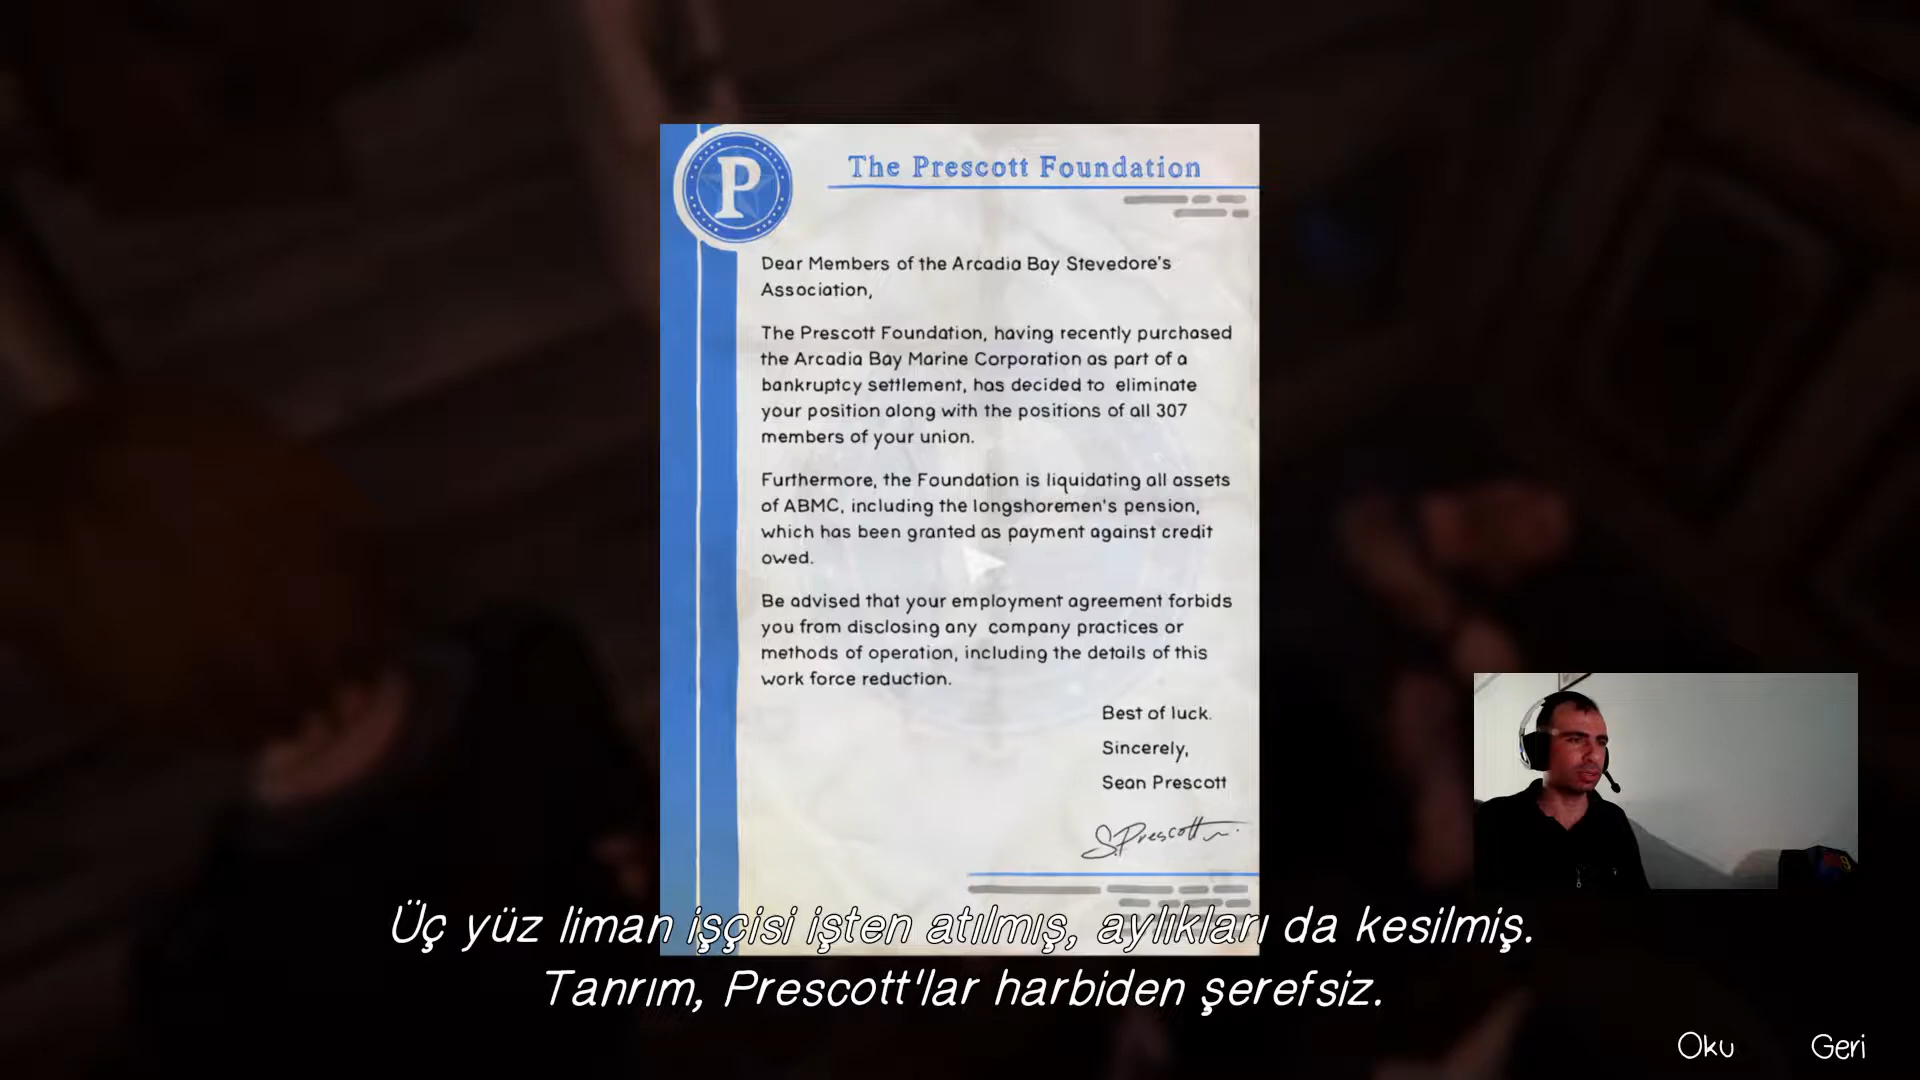 P
The Prescott Foundation
Dear Members of the Arcadia Bay Stevedore's
Association,
The Prescott Foundation, having recently purchased
the Arcadia Bay Marine Corporation as part of a
bankruptcy settlement, has decided to eliminate
your position along with the positions of all 307
members of your union.
Furthermore, the Foundation is liquidating all assets
of ABMC, including the longshoremen's pension,
which has been granted as payment against credit
owed.
Be advised that your employment agreement forbids
you from disclosing any company practices or
methods of operation, including the details of this
work force reduction.
Best of luck.
Sincerely,
Sean Prescott
S.Prescott
Üç yüz liman işçisi işten atılmış, aylıkları da kesilmiş.
Tanrım, Prescott'lar harbiden şerefsiz.
Oku Geri